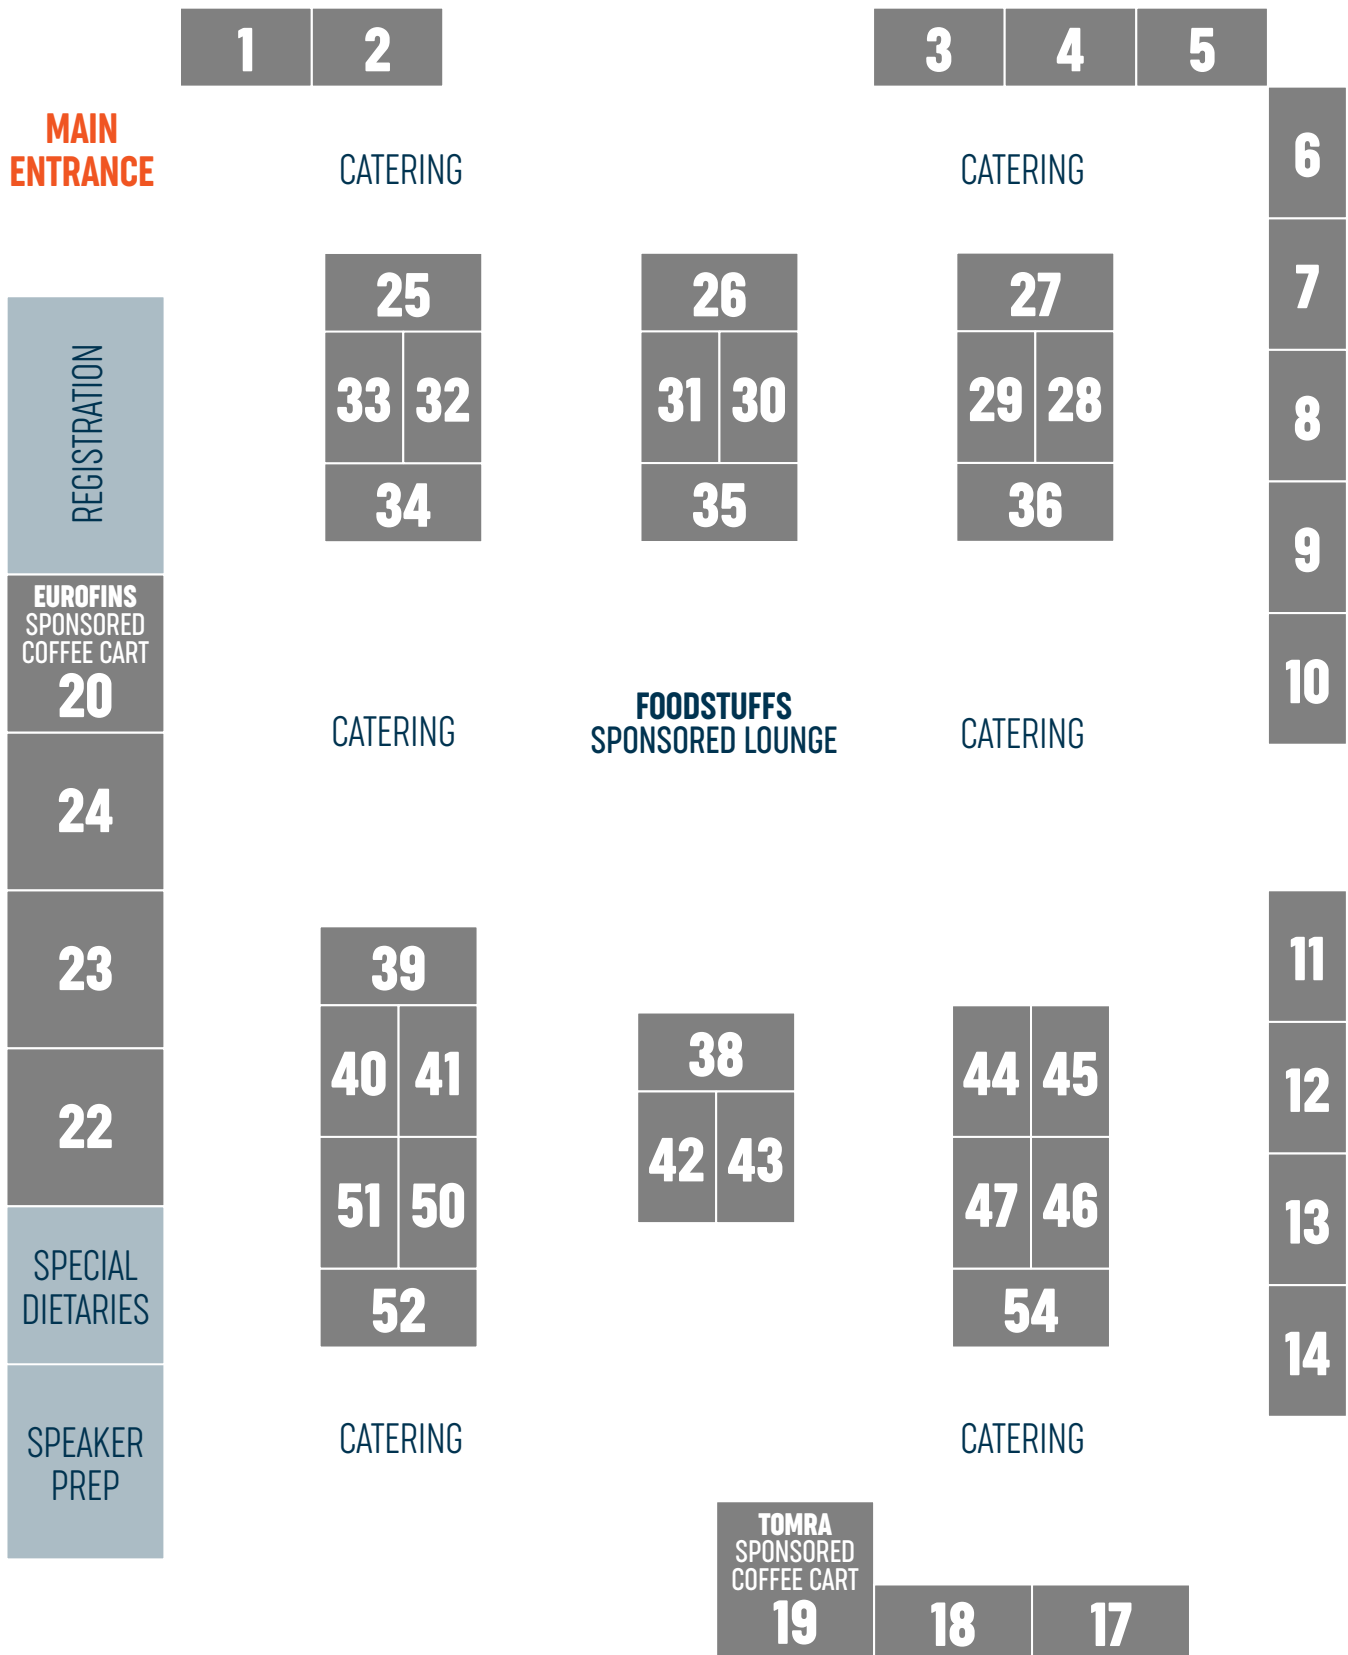 1 2 3 4 5
MAIN
ENTRANCE
CATERING CATERING
6
7
8
9
10
25 26 27
33 32 31 30 29 28
34 35 36
REGISTRATION
EUROFINS
SPONSORED
COFFEE CART
20
24
23
22
SPECIAL
DIETARIES
SPEAKER
PREP
CATERING
FOODSTUFFS
SPONSORED LOUNGE
CATERING
11
12
13
14
39
40 41
51 50
52
38
42 43
44 45
47 46
54
CATERING CATERING
TOMRA
SPONSORED
COFFEE CART
19 18 17